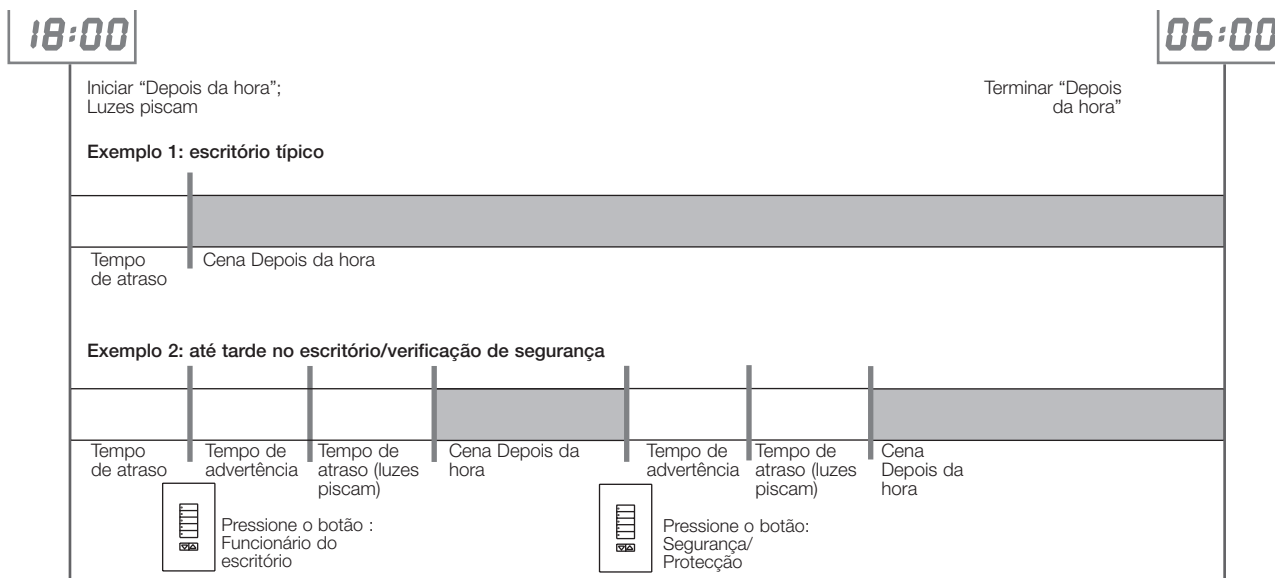 18:00
06:00
Iniciar “Depois da hora”;
Luzes piscam
Terminar “Depois
da hora”
Exemplo 1: escritório típico
Tempo
de atraso
Cena Depois da hora
Exemplo 2: até tarde no escritório/verificação de segurança
Tempo
de atraso
Tempo de
advertência
Tempo de
atraso (luzes
piscam)
Cena Depois da
hora
Tempo de
advertência
Tempo de
atraso (luzes
piscam)
Cena
Depois da
hora
Pressione o botão :
Funcionário do
escritório
Pressione o botão:
Segurança/
Protecção